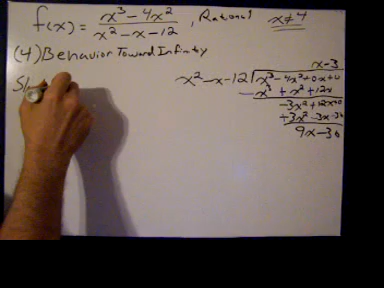 f(x) = x³ - 4x² / x² - x - 12 , Rational x ≠ 4
(4) Behavior Toward Infinity
x - 3
x² - x - 12 x³ - 4x² + 0x + 0
- x³ + x² + 12x
-3x² + 12x + 0
+3x² - 3x - 36
9x - 36